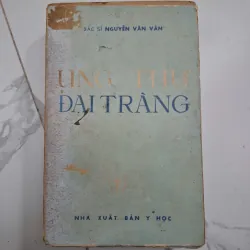 BÁC SĨ NGUYỄN VĂN VÂN
UNG THƯ
ĐẠI TRÀNG
NHÀ XUẤT BẢN Y HỌC